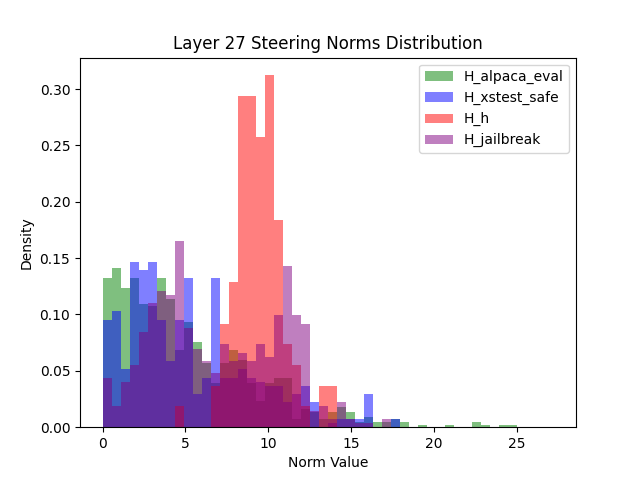 Layer 27 Steering Norms Distribution
H_alpaca_eval
H_xstest_safe
H_h
H_jailbreak
Density
0.30
0.25
0.20
0.15
0.10
0.05
0.00
0
5
10
15
20
25
Norm Value